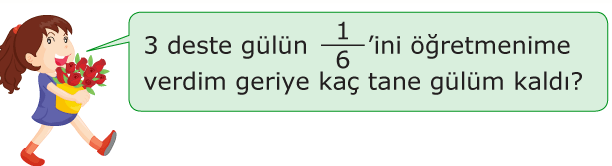 3 deste gülün 1/6 ’ini öğretmenime
verdim geriye kaç tane gülüm kaldı?